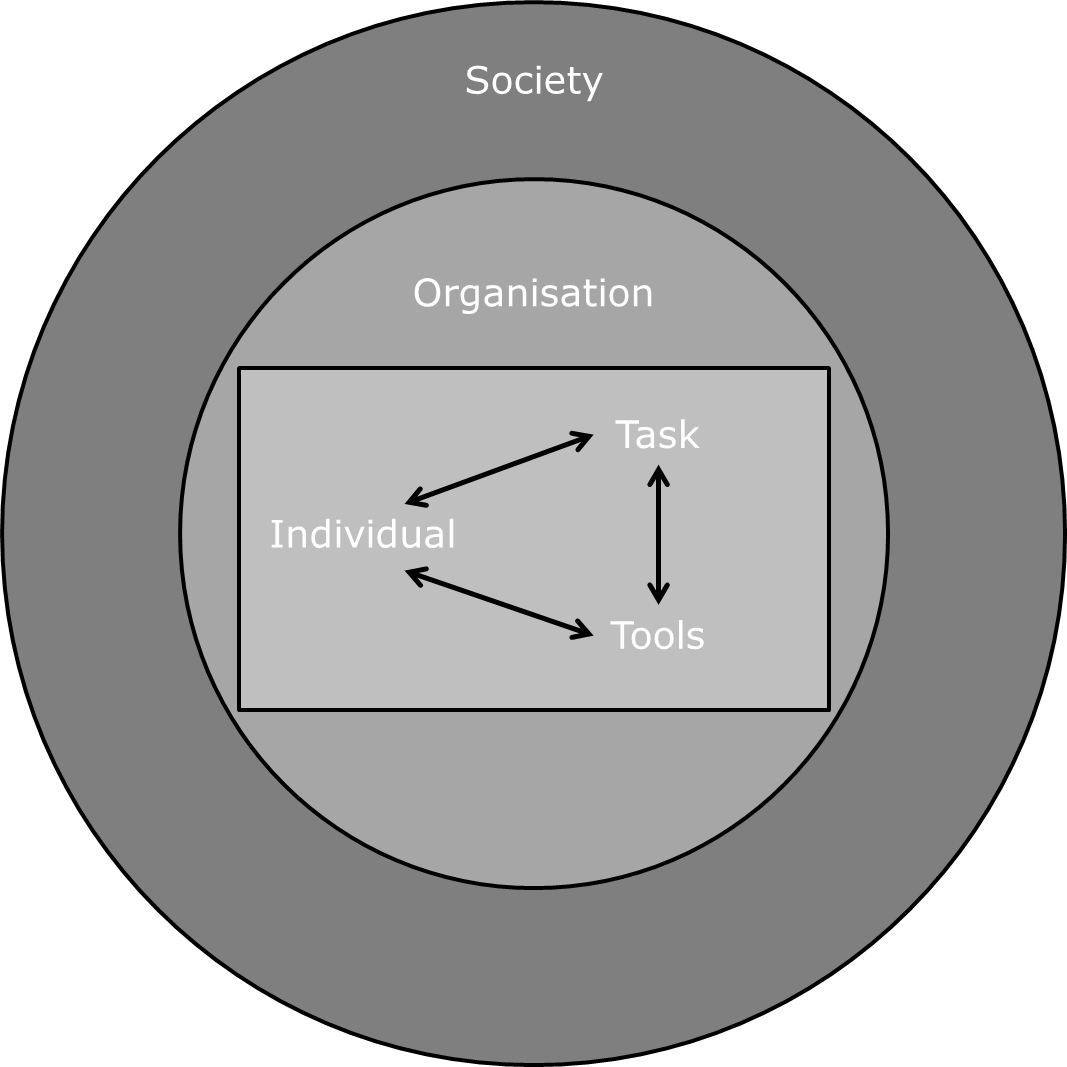 Society
Organisation
Task
Individual
Tools